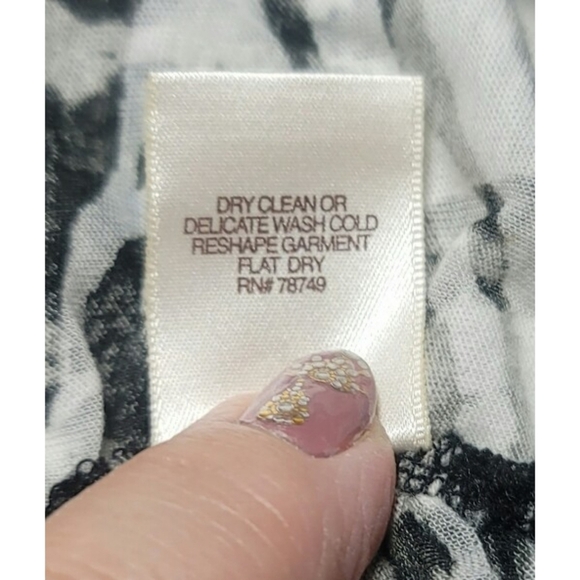 DRY CLEAN OR
DELICATE WASH COLD
RESHAPE GARMENT
FLAT DRY
RN# 78749